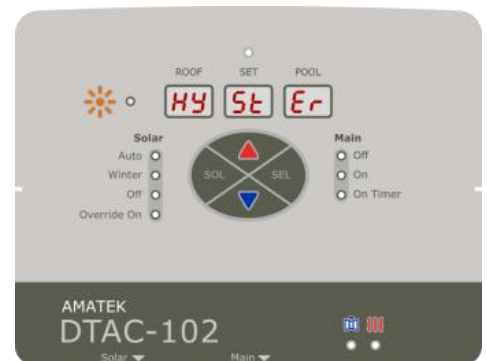 ROOF SET POOL
HY St Er
Solar
Auto
Winter
Off
Override On
SOL SEL
Main
Off
On
On Timer
AMATEK
DTAC-102
Solar Main